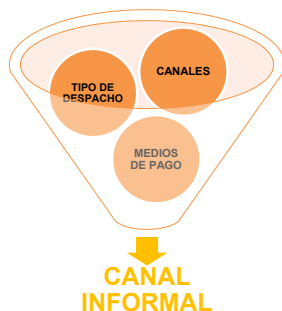 CANALES
TIPO DE
DESPACHO
MEDIOS
DE PAGO
CANAL
INFORMAL